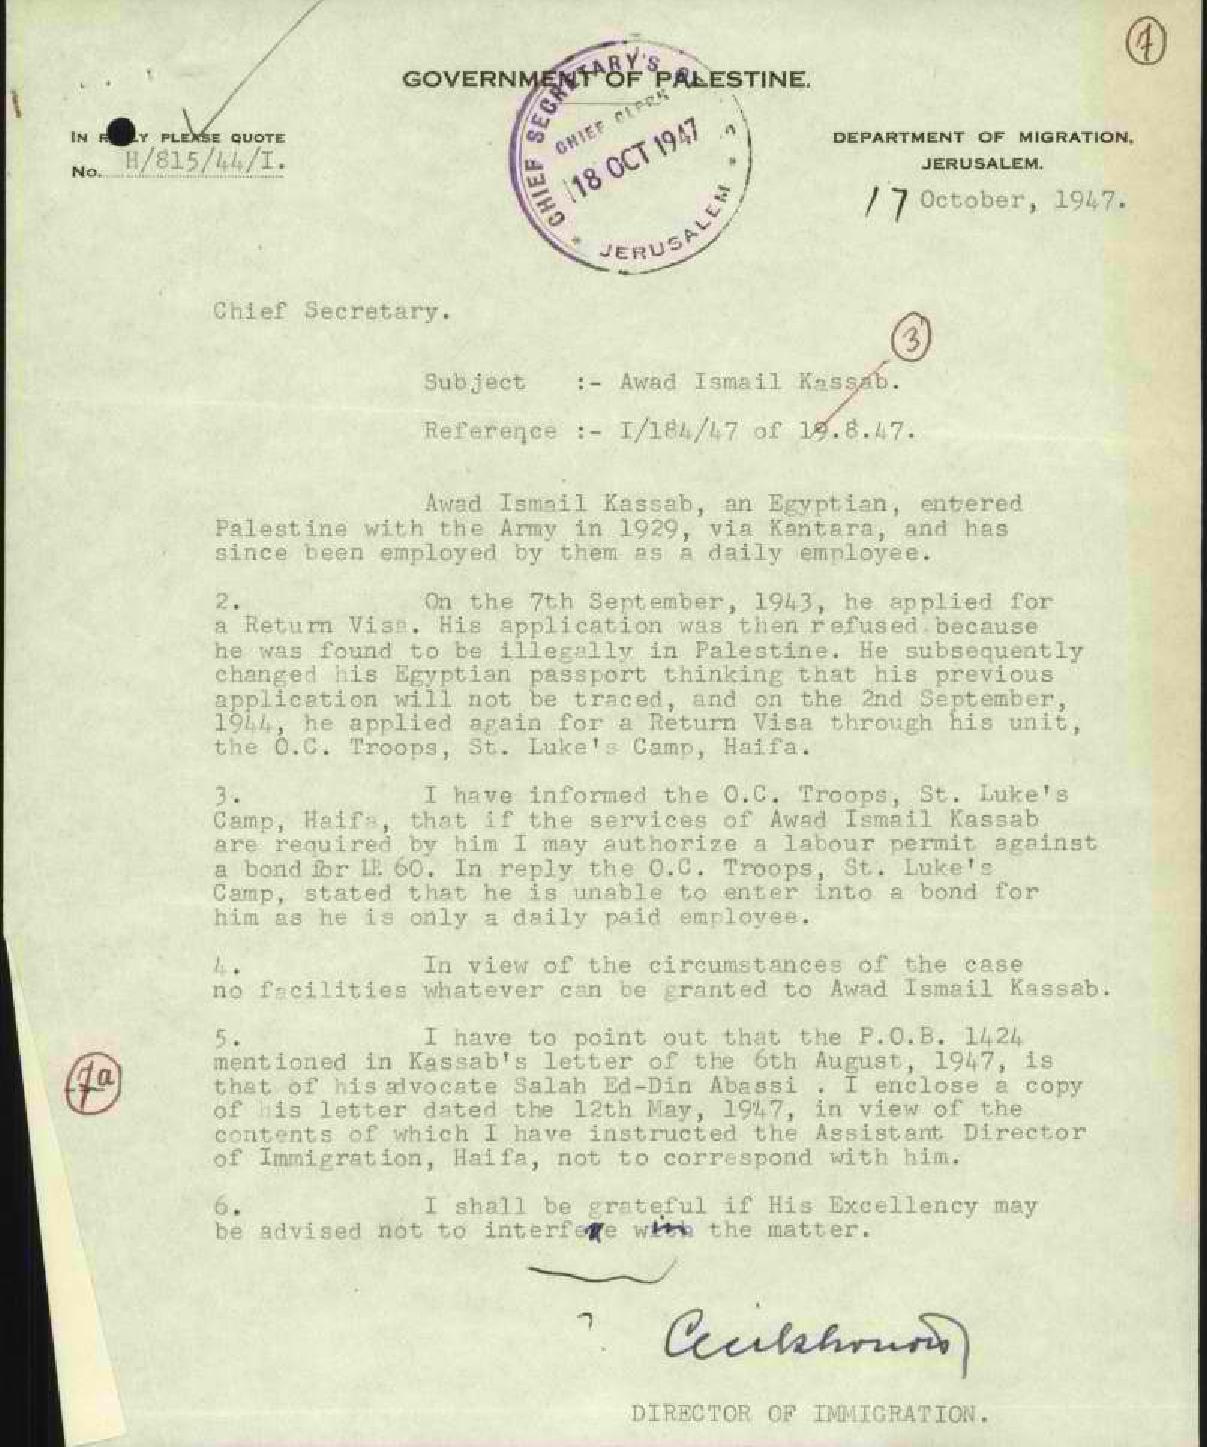 7
GOVERNMENT OF PALESTINE.
CHIEF SECRETARY'S
CHIEF CLERK
18 OCT 1947
* JERUSALEM *
IN REPLY PLEASE QUOTE
No. H/815/44/I.
DEPARTMENT OF MIGRATION,
JERUSALEM.
17 October, 1947.
Chief Secretary.
3
Subject :- Awad Ismail Kassab.
Reference :- I/184/47 of 19.8.47.
Awad Ismail Kassab, an Egyptian, entered
Palestine with the Army in 1929, via Kantara, and has
since been employed by them as a daily employee.
2. On the 7th September, 1943, he applied for
a Return Visa. His application was then refused because
he was found to be illegally in Palestine. He subsequently
changed his Egyptian passport thinking that his previous
application will not be traced, and on the 2nd September,
1944, he applied again for a Return Visa through his unit,
the O.C. Troops, St. Luke's Camp, Haifa.
3. I have informed the O.C. Troops, St. Luke's
Camp, Haifa, that if the services of Awad Ismail Kassab
are required by him I may authorize a labour permit against
a bond for LP. 60. In reply the O.C. Troops, St. Luke's
Camp, stated that he is unable to enter into a bond for
him as he is only a daily paid employee.
4. In view of the circumstances of the case
no facilities whatever can be granted to Awad Ismail Kassab.
5. I have to point out that the P.O.B. 1424
mentioned in Kassab's letter of the 6th August, 1947, is
that of his advocate Salah Ed-Din Abassi . I enclose a copy
of his letter dated the 12th May, 1947, in view of the
contents of which I have instructed the Assistant Director
of Immigration, Haifa, not to correspond with him.
7a
6. I shall be grateful if His Excellency may
be advised not to interfere in the matter.
DIRECTOR OF IMMIGRATION.